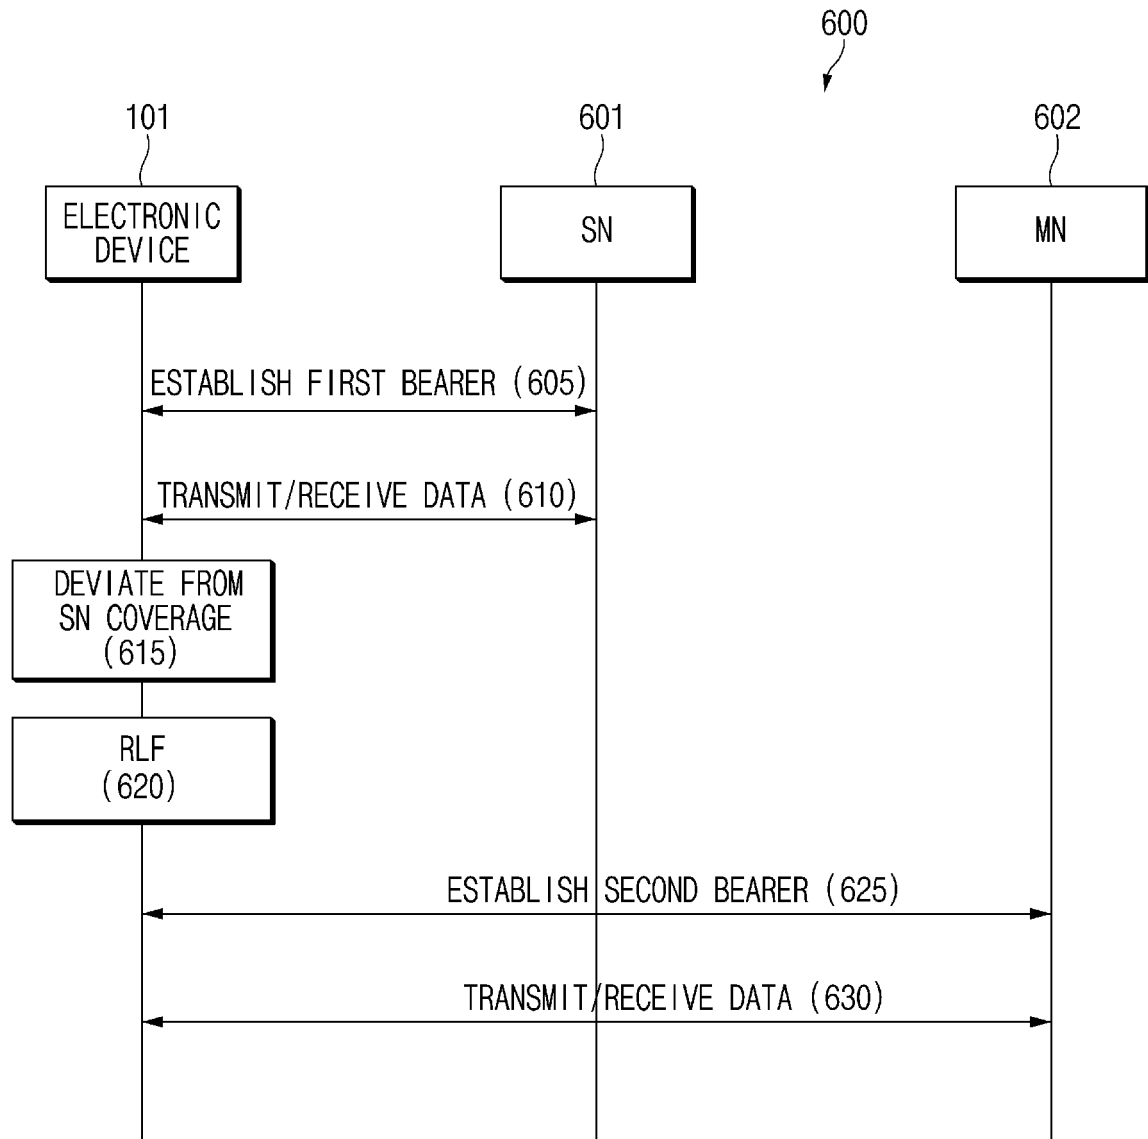 600
101
601
602
ELECTRONIC
DEVICE
SN
MN
ESTABLISH FIRST BEARER (605)
TRANSMIT/RECEIVE DATA (610)
DEVIATE FROM
SN COVERAGE
(615)
RLF
(620)
ESTABLISH SECOND BEARER (625)
TRANSMIT/RECEIVE DATA (630)